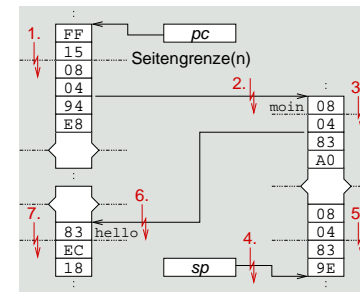 1.
FF
pc
15
Seitengrenze(n)
08
04
2.
3.
94
moin
08
E8
04
83
A0
6.
7.
08
83
hello
04
5.
EC
4.
83
18
sp
9E